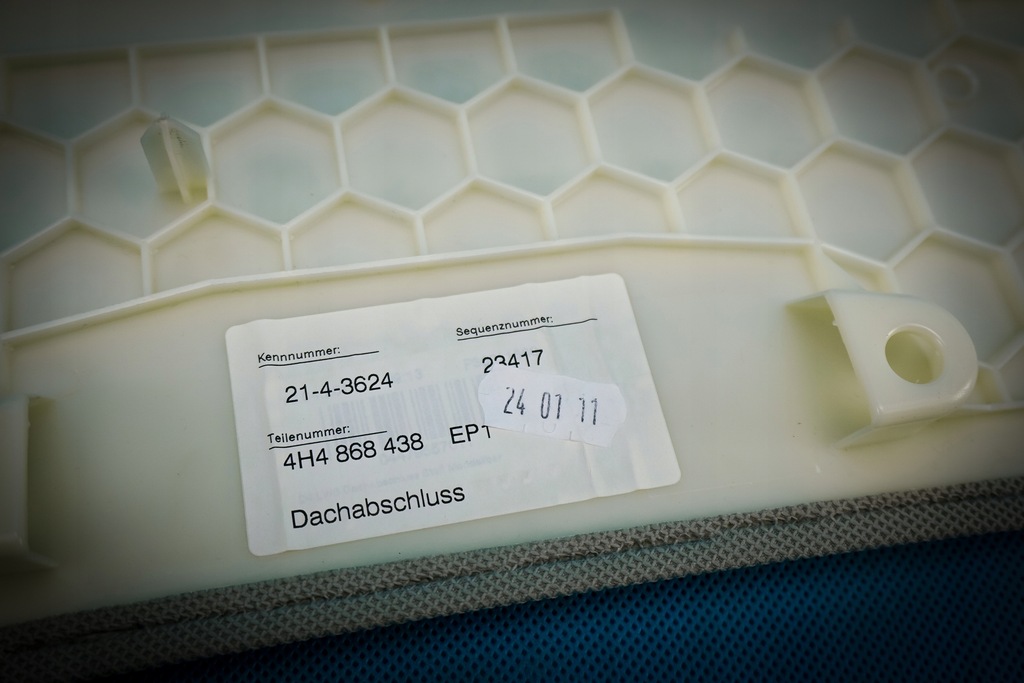 Kennnummer:
21-4-3624
Sequenznummer:
23417
24 01 11
Teilenummer:
4H4 868 438 EP1
Dachabschluss